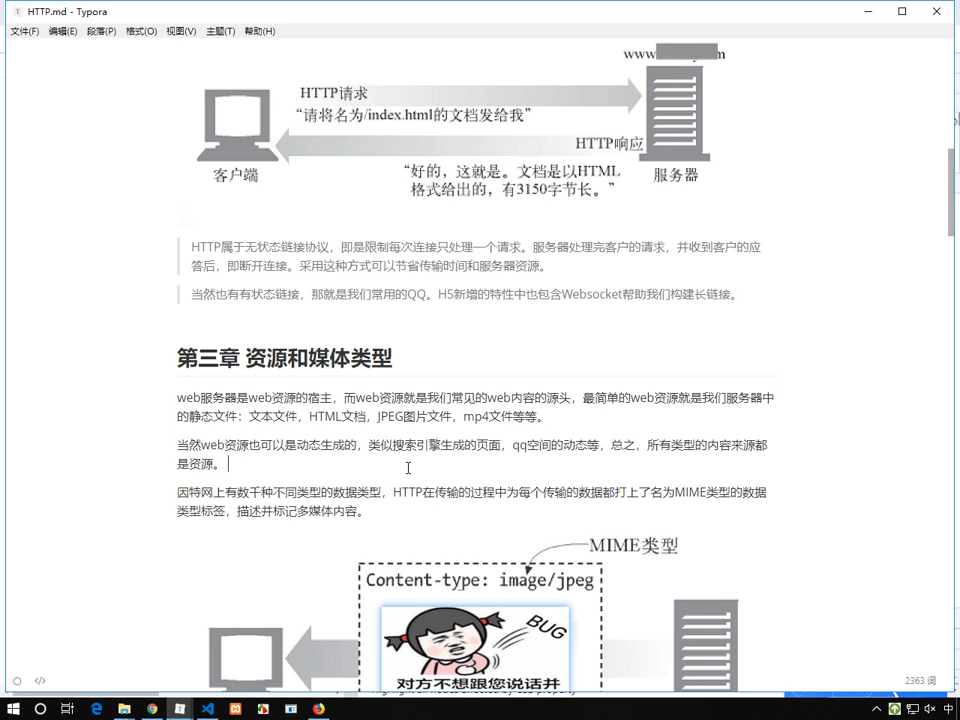 HTTP.md - Typora
文件(F) 编辑(E) 段落(P) 格式(O) 视图(V) 主题(T) 帮助(H)
www
HTTP请求
“请将名为/index.html的文档发给我”
HTTP响应
“好的，这就是。文档是以HTML
格式给出的，有3150字节长。”
客户端
服务器
HTTP属于无状态链接协议，即是限制每次连接只处理一个请求。服务器处理完客户的请求，并收到客户的应
答后，即断开连接。采用这种方式可以节省传输时间和服务器资源。
当然也有有状态链接，那就是我们常用的QQ。H5新增的特性中也包含Websocket帮助我们构建长链接。
第三章 资源和媒体类型
web服务器是web资源的宿主，而web资源就是我们常见的web内容的源头，最简单的web资源就是我们服务器中
的静态文件：文本文件，HTML文档，JPEG图片文件，mp4文件等等。
当然web资源也可以是动态生成的，类似搜索引擎生成的页面，qq空间的动态等，总之，所有类型的内容来源都
是资源。
因特网上有数千种不同类型的数据类型，HTTP在传输的过程中为每个传输的数据都打上了名为MIME类型的数据
类型标签，描述并标记多媒体内容。
MIME类型
Content-type: image/jpeg
BUG
对方不想跟您说话并
2363 词
中